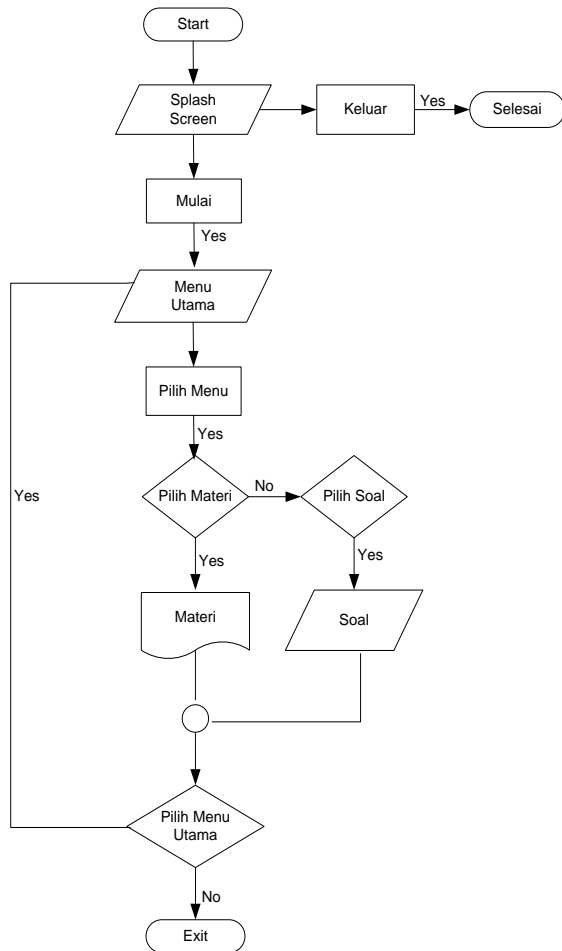 Start
Splash
Screen
Keluar
Yes
Selesai
Mulai
Yes
Menu
Utama
Pilih Menu
Yes
Pilih Materi
No
Pilih Soal
Yes
Yes
Yes
Materi
Soal
Pilih Menu
Utama
No
Exit